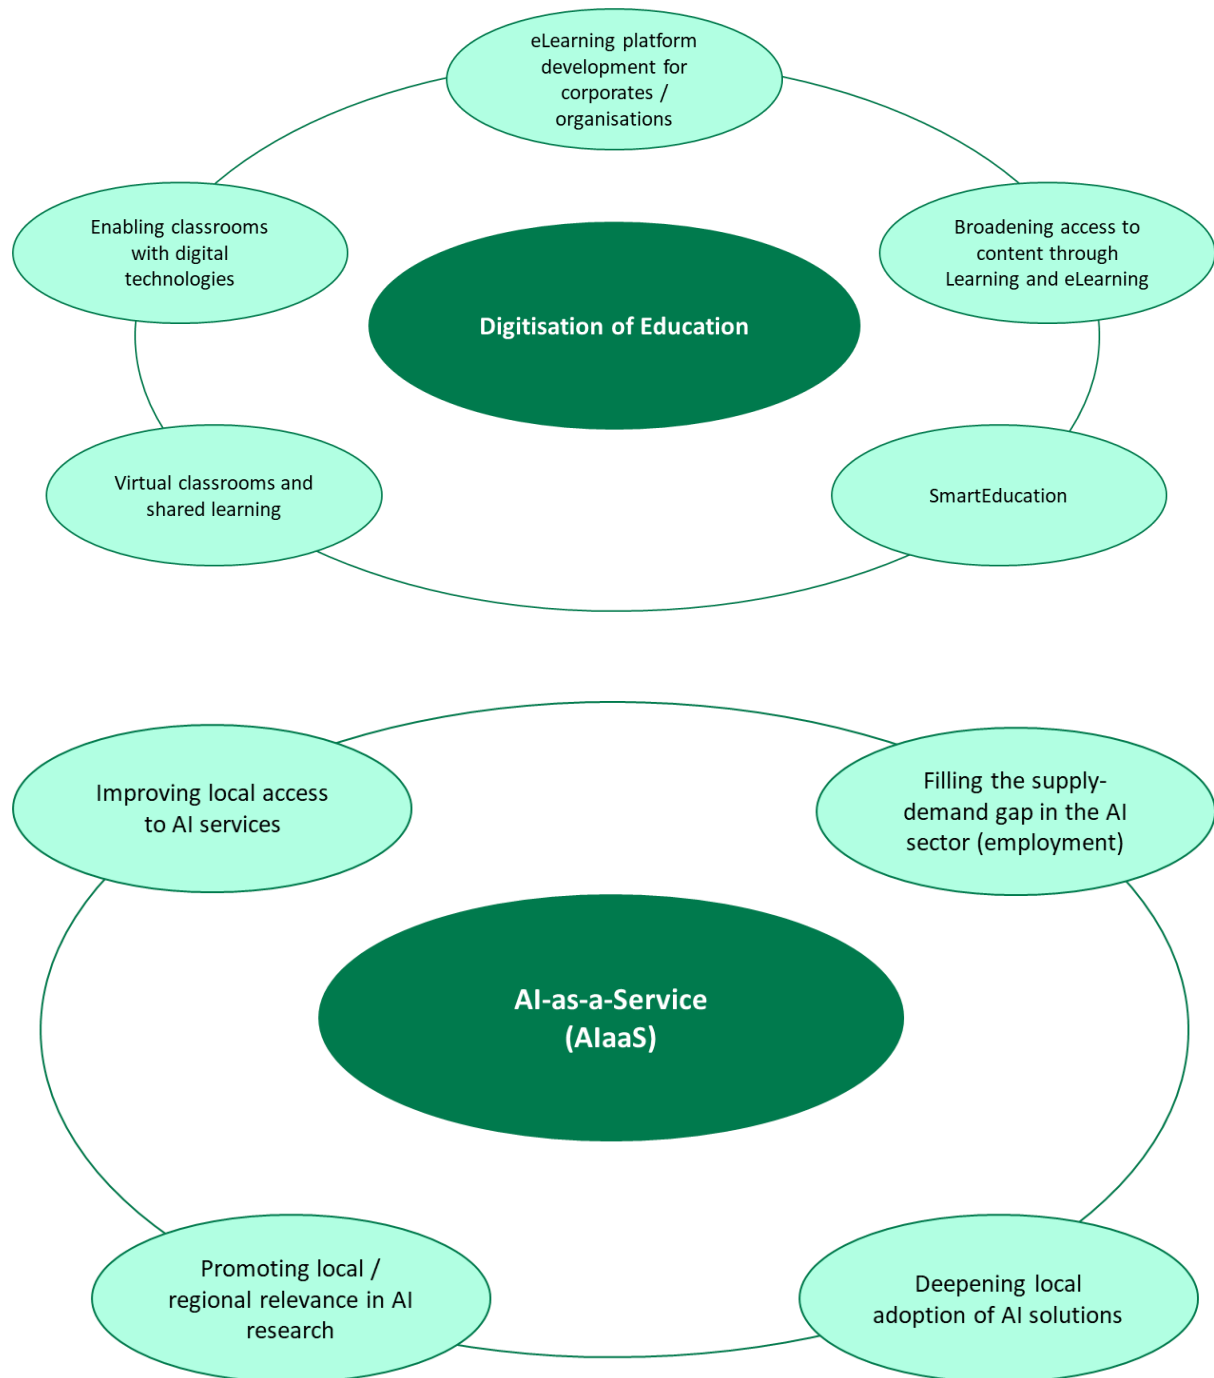 eLearning platform
development for
corporates /
organisations
Enabling classrooms
with digital
technologies
Broadening access to
content through
Learning and eLearning
Digitisation of Education
Virtual classrooms and
shared learning
SmartEducation
Improving local access
to AI services
Filling the supply-
demand gap in the AI
sector (employment)
AI-as-a-Service
(AIaaS)
Promoting local /
regional relevance in AI
research
Deepening local
adoption of AI solutions